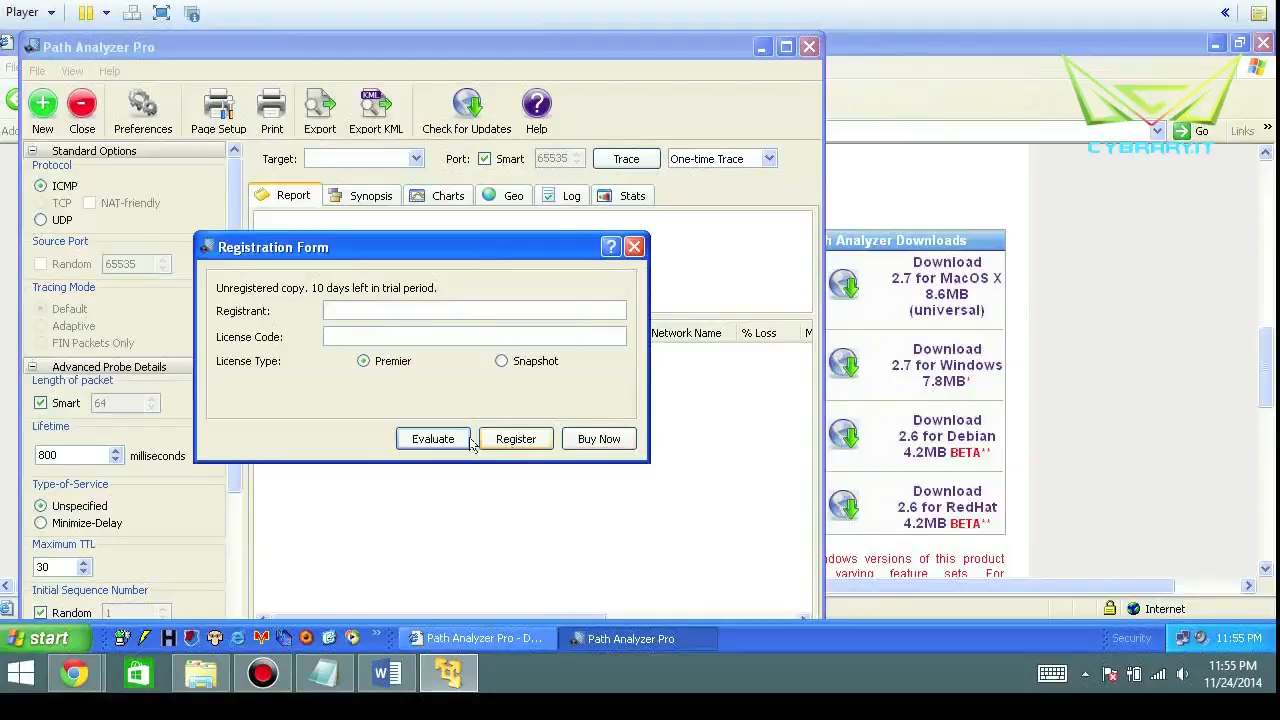 Player
Path Analyzer Pro
File View Help
New Close Preferences Page Setup Print Export Export KML Check for Updates Help
KML
Go Links
CYBRARY.IT
Standard Options
Protocol
ICMP
TCP NAT-friendly
UDP
Source Port
Random 65535
Tracing Mode
Default
Adaptive
FIN Packets Only
Advanced Probe Details
Length of packet
Smart 64
Lifetime
800 milliseconds
Type-of-Service
Unspecified
Minimize-Delay
Maximum TTL
30
Initial Sequence Number
Random 1
Target: Port: Smart 65535 Trace One-time Trace
Report Synopsis Charts Geo Log Stats
Network Name % Loss M
Registration Form
Unregistered copy. 10 days left in trial period.
Registrant:
License Code:
License Type: Premier Snapshot
Evaluate Register Buy Now
h Analyzer Downloads
Download
2.7 for MacOS X
8.6MB
(universal)
Download
2.7 for Windows
7.8MB*
Download
2.6 for Debian
4.2MB BETA**
Download
2.6 for RedHat
4.2MB BETA**
dows versions of this product
varying feature sets. For
Internet
start Path Analyzer Pro - D... Path Analyzer Pro Security 11:55 PM
11:55 PM
11/24/2014